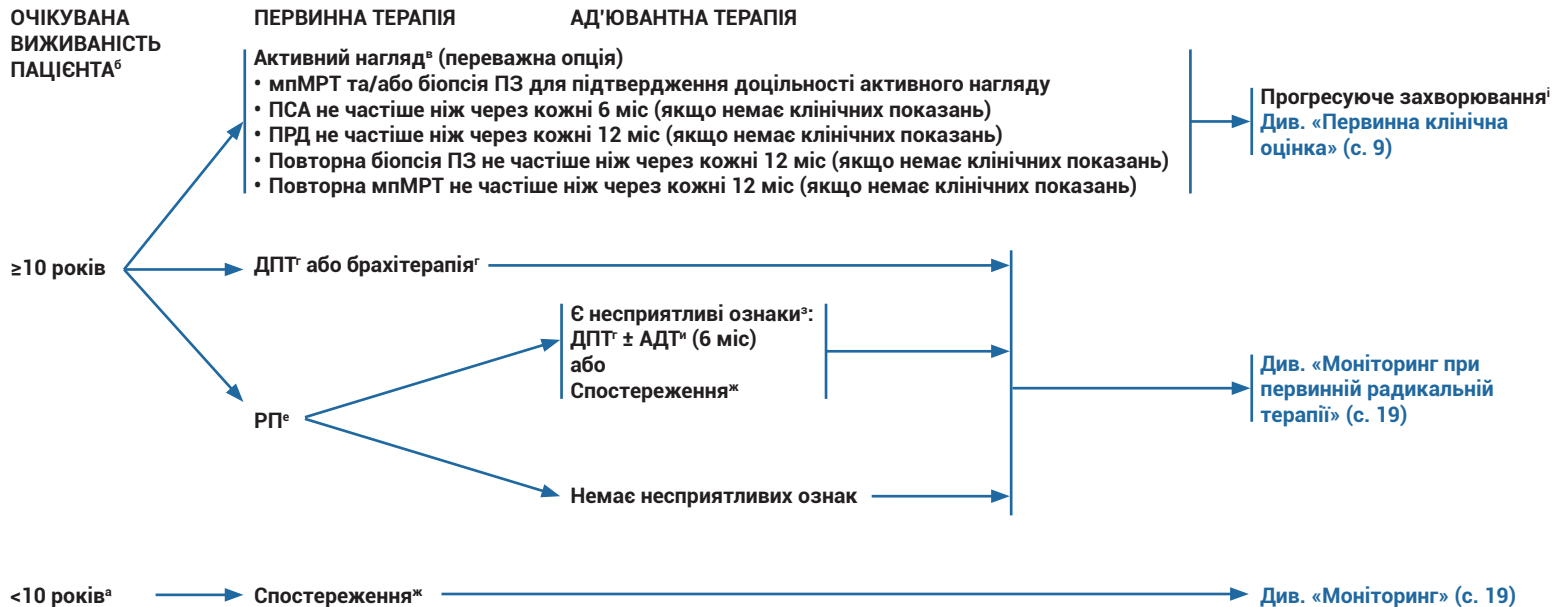 ОЧІКУВАНА
ВИЖИВАНІСТЬ
ПАЦІЄНТАᵇ
ПЕРВИННА ТЕРАПІЯ
АД’ЮВАНТНА ТЕРАПІЯ
Активний наглядᵛ (переважна опція)
• мпМРТ та/або біопсія ПЗ для підтвердження доцільності активного нагляду
• ПСА не частіше ніж через кожні 6 міс (якщо немає клінічних показань)
• ПРД не частіше ніж через кожні 12 міс (якщо немає клінічних показань)
• Повторна біопсія ПЗ не частіше ніж через кожні 12 міс (якщо немає клінічних показань)
• Повторна мпМРТ не частіше ніж через кожні 12 міс (якщо немає клінічних показань)
Прогресуюче захворюванняі
Див. «Первинна клінічна
оцінка» (с. 9)
≥10 років
ДПТг або брахітерапіяґ
Є несприятливі ознакиз:
ДПТг ± АДТи (6 міс)
або
Спостереженняж
РПе
Немає несприятливих ознак
Див. «Моніторинг при
первинній радикальній
терапії» (с. 19)
<10 роківа
Спостереженняж
Див. «Моніторинг» (с. 19)